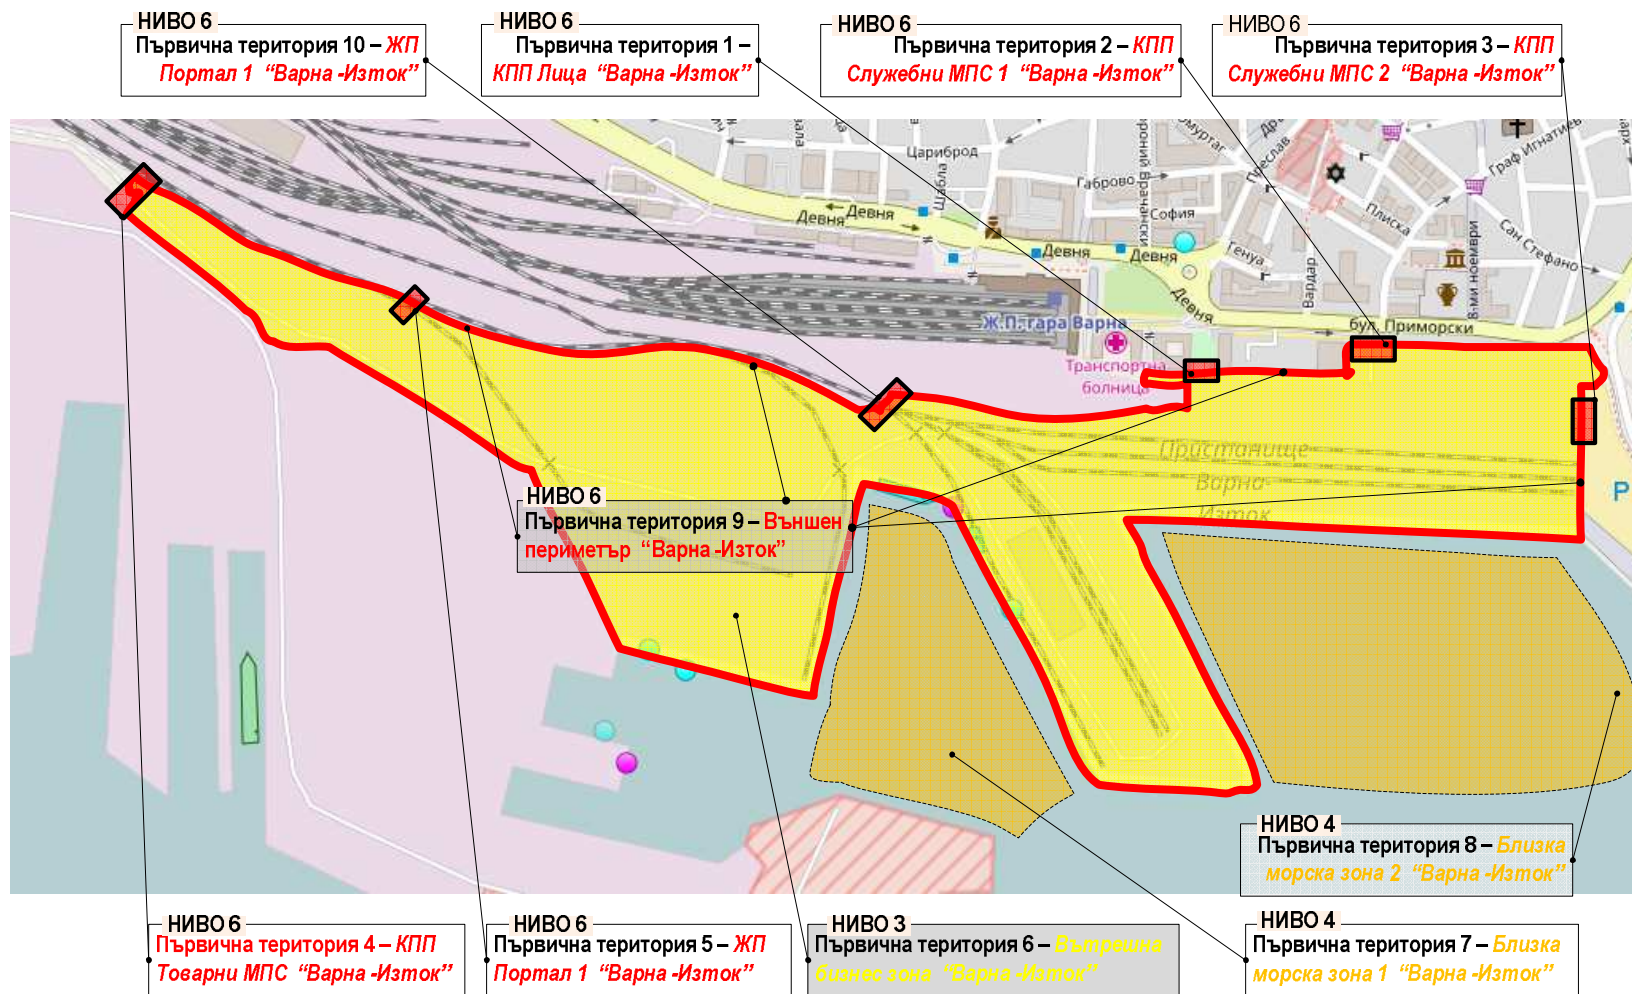 НИВО 6
Първична територия 10 – ЖП
Портал 1 “Варна -Изток”
НИВО 6
Първична територия 1 –
КПП Лица “Варна -Изток”
НИВО 6
Първична територия 2 – КПП
Служебни МПС 1 “Варна -Изток”
НИВО 6
Първична територия 3 – КПП
Служебни МПС 2 “Варна -Изток”
Цариброд
Шабла
Габрово
София
Девня
Девня
Девня
Девня
Девня
Генуа
Вардар
Преслав
Плиска
Граф Игнатиев
Сан Стефано
8-ми ноември
бул. Приморски
Ж.П. гара Варна
Транспортна
болница
Пристанище
Варна-
Изток
P
НИВО 6
Първична територия 9 – Външен
периметър “Варна -Изток”
НИВО 4
Първична територия 8 – Близка
морска зона 2 “Варна -Изток”
НИВО 6
Първична територия 4 – КПП
Товарни МПС “Варна -Изток”
НИВО 6
Първична територия 5 – ЖП
Портал 1 “Варна -Изток”
НИВО 3
Първична територия 6 – Вътрешна
бизнес зона “Варна -Изток”
НИВО 4
Първична територия 7 – Близка
морска зона 1 “Варна -Изток”